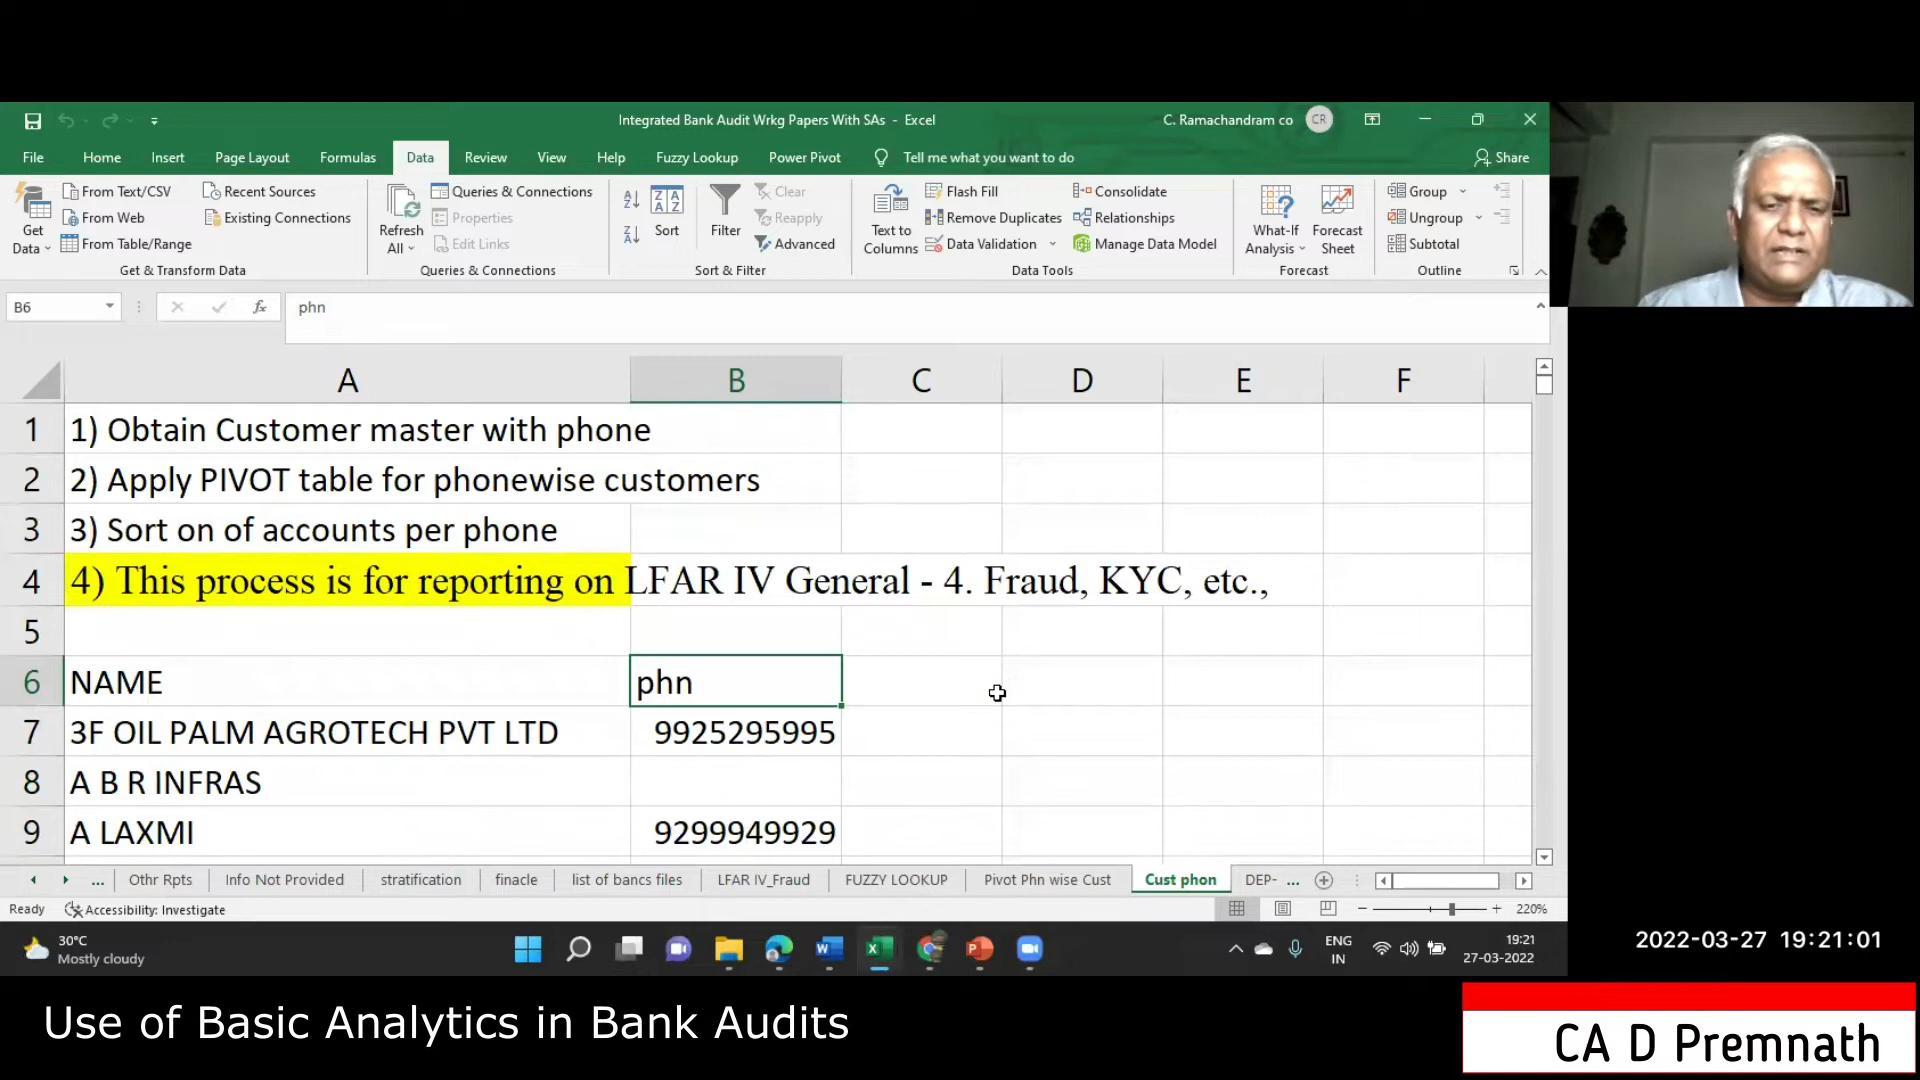 Integrated Bank Audit Wrkg Papers With SAs - Excel
C. Ramachandram co CR
File Home Insert Page Layout Formulas Data Review View Help Fuzzy Lookup Power Pivot Tell me what you want to do Share
From Text/CSV Recent Sources Queries & Connections Clear Flash Fill Consolidate Group
From Web Existing Connections Properties Reapply Remove Duplicates Relationships Ungroup
From Table/Range Edit Links Advanced Data Validation Manage Data Model Subtotal
Get Data
Refresh All
Sort
Filter
Text to Columns
What-If Analysis
Forecast Sheet
Get & Transform Data Queries & Connections Sort & Filter Data Tools Forecast Outline
B6 fx phn
A B C D E F
1 1) Obtain Customer master with phone
2 2) Apply PIVOT table for phonewise customers
3 3) Sort on of accounts per phone
4 4) This process is for reporting on LFAR IV General - 4. Fraud, KYC, etc.,
5
6 NAME phn
7 3F OIL PALM AGROTECH PVT LTD 9925295995
8 A B R INFRAS
9 A LAXMI 9299949929
... Othr Rpts Info Not Provided stratification finacle list of bancs files LFAR IV_Fraud FUZZY LOOKUP Pivot Phn wise Cust Cust phon DEP- ...
Ready Accessibility: Investigate 220%
30°C
Mostly cloudy
ENG
IN
19:21
27-03-2022
2022-03-27 19:21:01
Use of Basic Analytics in Bank Audits
CA D Premnath